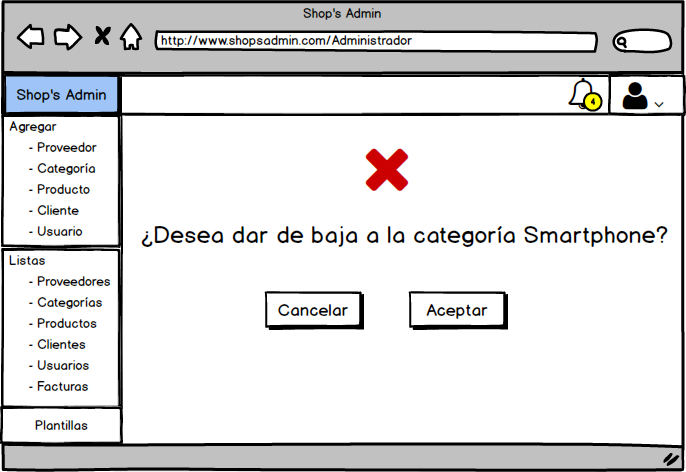 Shop's Admin
http://www.shopsadmin.com/Administrador
Shop's Admin
4
Agregar
- Proveedor
- Categoría
- Producto
- Cliente
- Usuario
Listas
- Proveedores
- Categorías
- Productos
- Clientes
- Usuarios
- Facturas
Plantillas
¿Desea dar de baja a la categoría Smartphone?
Cancelar
Aceptar